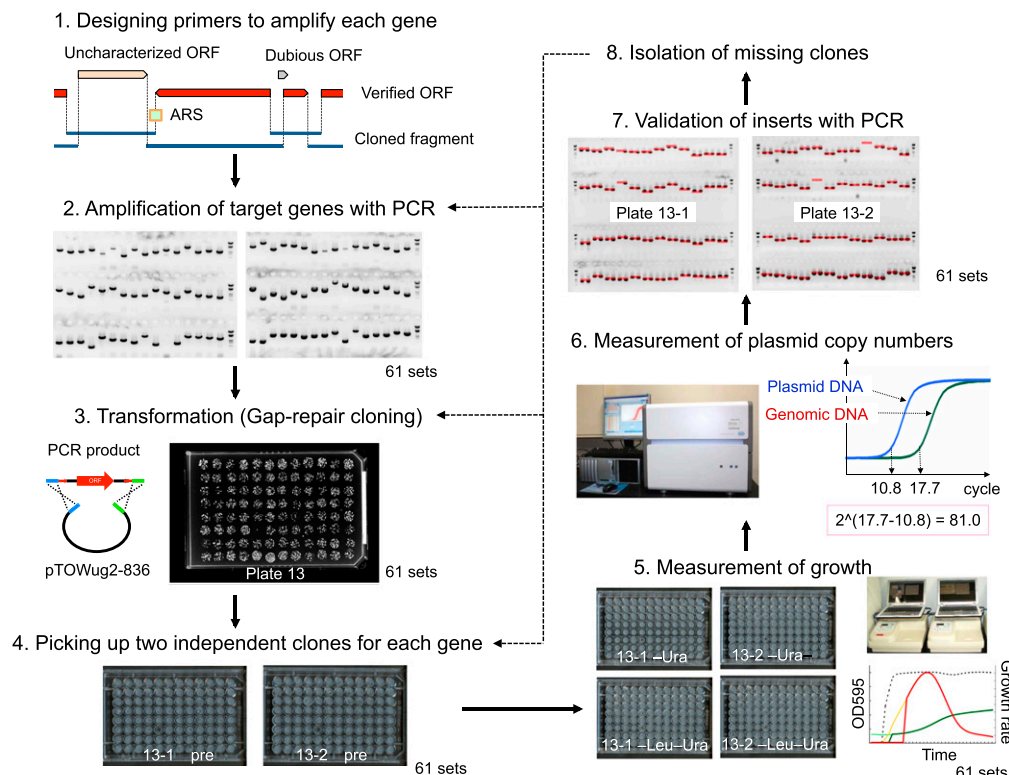 1. Designing primers to amplify each gene
Uncharacterized ORF
Dubious ORF
Verified ORF
ARS
Cloned fragment
2. Amplification of target genes with PCR
61 sets
3. Transformation (Gap-repair cloning)
PCR product
ORF
pTOWug2-836
Plate 13
61 sets
4. Picking up two independent clones for each gene
13-1 pre
13-2 pre
61 sets
5. Measurement of growth
13-1 –Ura
13-2 –Ura
13-1 –Leu–Ura
13-2 –Leu–Ura
OD595
Growth rate
Time
61 sets
6. Measurement of plasmid copy numbers
Plasmid DNA
Genomic DNA
10.8
17.7
cycle
2^(17.7-10.8) = 81.0
7. Validation of inserts with PCR
Plate 13-1
Plate 13-2
61 sets
8. Isolation of missing clones